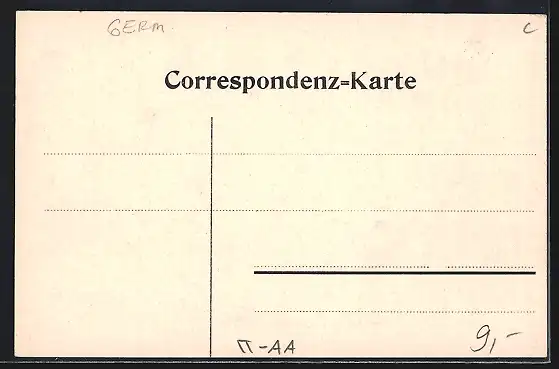 GERM. C
Correspondenz=Karte
π-AA 9,-